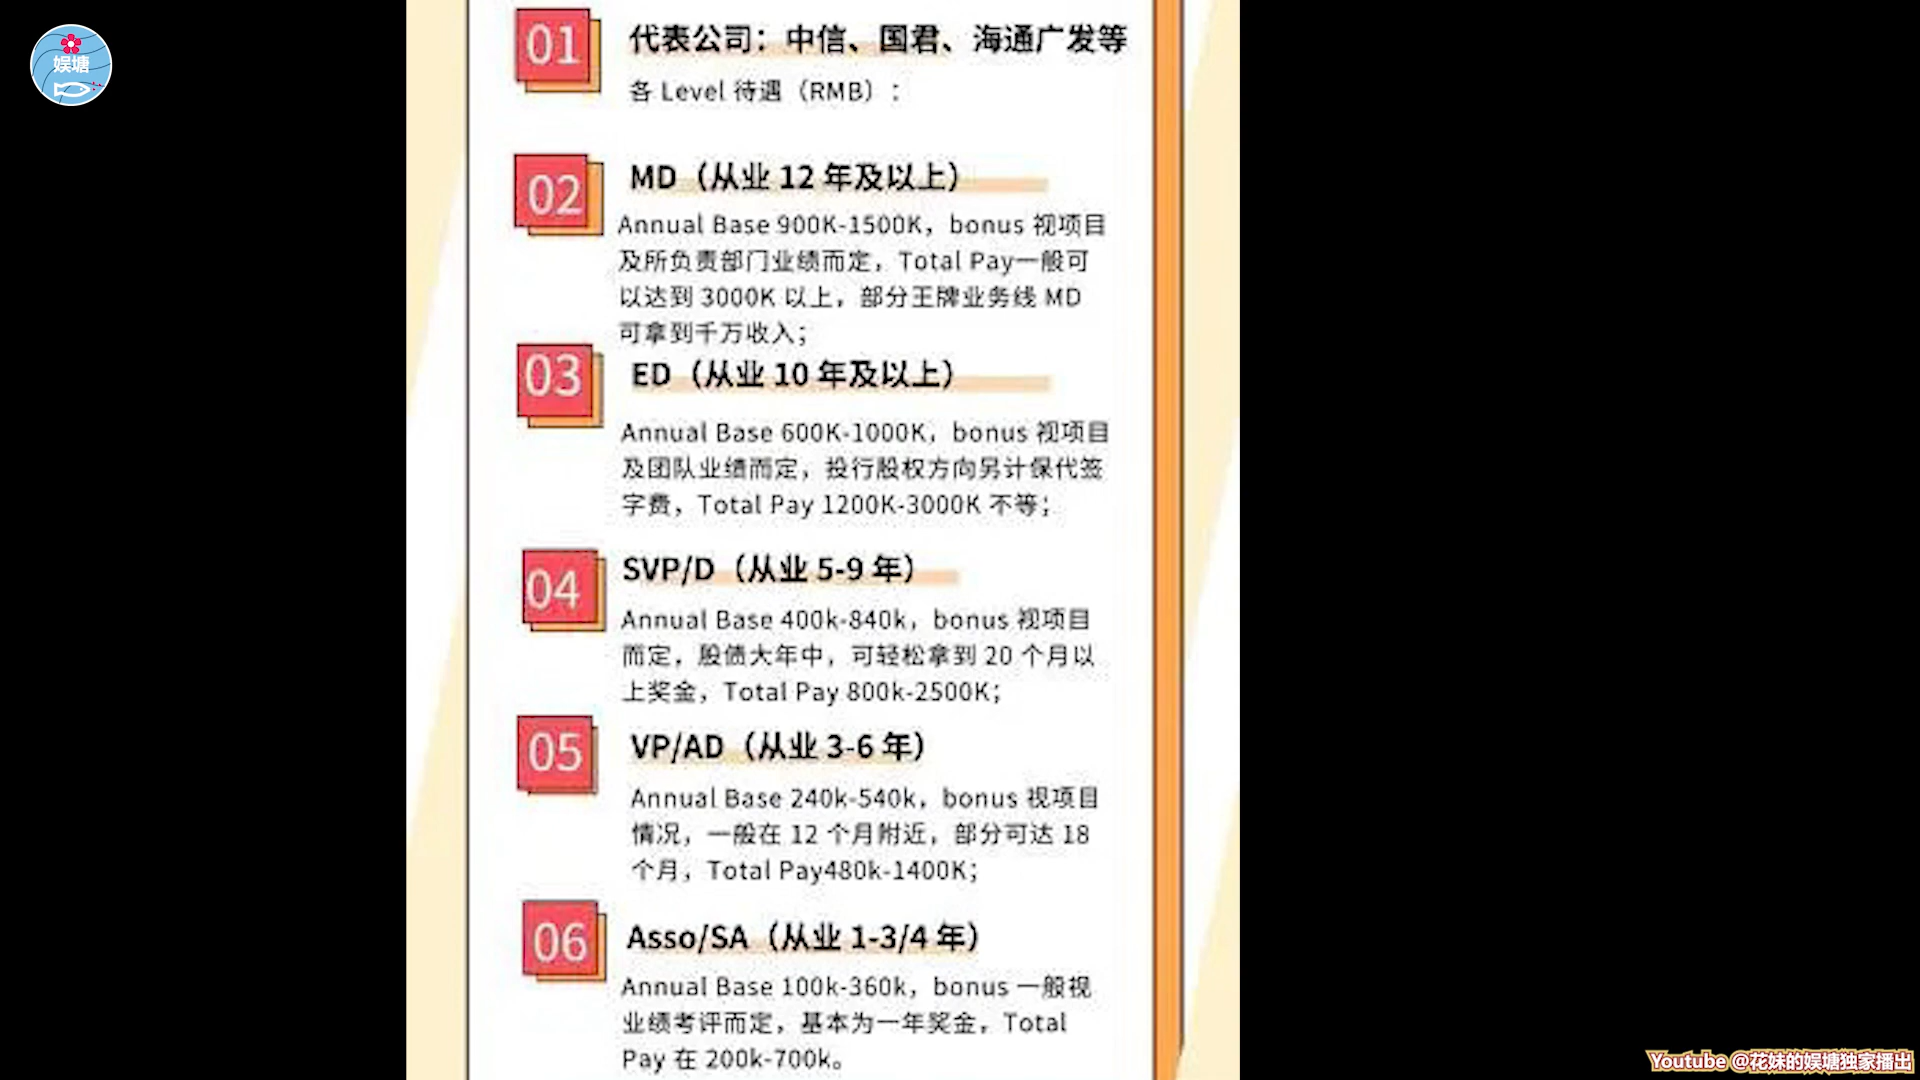 娱塘
01
代表公司：中信、国君、海通广发等
各 Level 待遇（RMB）：
02
MD（从业 12 年及以上）
Annual Base 900K-1500K，bonus 视项目
及所负责部门业绩而定，Total Pay一般可
以达到 3000K 以上，部分王牌业务线 MD
可拿到千万收入；
03
ED（从业 10 年及以上）
Annual Base 600K-1000K，bonus 视项目
及团队业绩而定，投行股权方向另计保代签
字费，Total Pay 1200K-3000K 不等；
04
SVP/D（从业 5-9 年）
Annual Base 400k-840k，bonus 视项目
而定，股债大年中，可轻松拿到 20 个月以
上奖金，Total Pay 800k-2500K；
05
VP/AD（从业 3-6 年）
Annual Base 240k-540k，bonus 视项目
情况，一般在 12 个月附近，部分可达 18
个月，Total Pay480k-1400K；
06
Asso/SA（从业 1-3/4 年）
Annual Base 100k-360k，bonus 一般视
业绩考评而定，基本为一年奖金，Total
Pay 在 200k-700k。
Youtube @花妹的娱塘独家播出